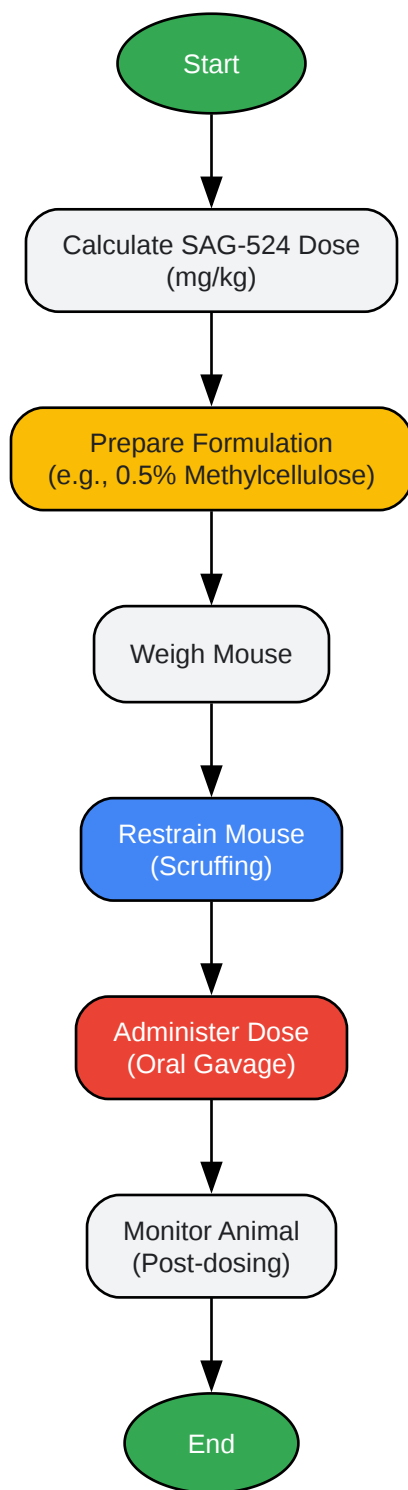 Start
Calculate SAG-524 Dose
(mg/kg)
Prepare Formulation
(e.g., 0.5% Methylcellulose)
Weigh Mouse
Restrain Mouse
(Scruffing)
Administer Dose
(Oral Gavage)
Monitor Animal
(Post-dosing)
End